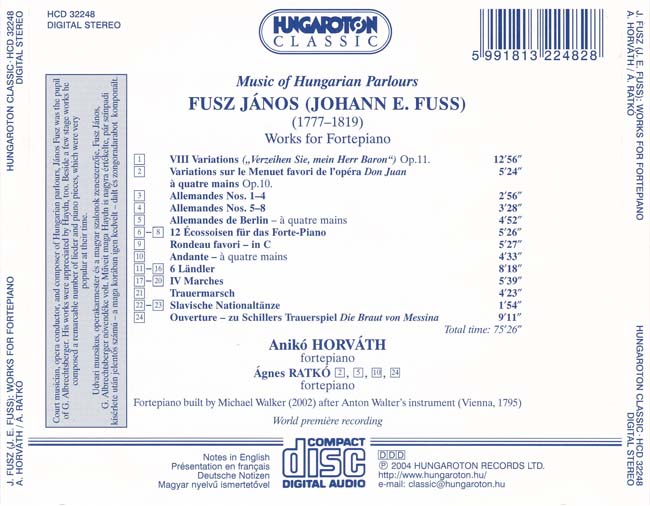 HCD 32248
DIGITAL STEREO
HUNGAROTON
CLASSIC
5 991813 224828
Music of Hungarian Parlours
FUSZ JÁNOS (JOHANN E. FUSS)
(1777–1819)
Works for Fortepiano
1 VIII Variations („Verzeihen Sie, mein Herr Baron”) Op.11. 12'56"
2 Variations sur le Menuet favori de l'opéra Don Juan 5'24"
à quatre mains Op.10.
3 Allemandes Nos. 1–4 2'56"
4 Allemandes Nos. 5–8 3'28"
5 Allemandes de Berlin – à quatre mains 4'52"
6 – 8 12 Écossoisen für das Forte-Piano 5'26"
9 Rondeau favori – in C 5'27"
10 Andante – à quatre mains 4'33"
11 – 16 6 Ländler 8'18"
17 – 20 IV Marches 5'39"
21 Trauermarsch 4'23"
22 – 23 Slavische Nationaltänze 1'54"
24 Ouverture – zu Schillers Trauerspiel Die Braut von Messina 9'11"
Total time: 75'26"
Anikó HORVÁTH
fortepiano
Ágnes RATKÓ 2, 5, 10, 24
fortepiano
Fortepiano built by Michael Walker (2002) after Anton Walter's instrument (Vienna, 1795)
World première recording
Notes in English
Présentation en français
Deutsche Notizen
Magyar nyelvű ismertetővel
COMPACT
disc
DIGITAL AUDIO
DDD
℗ 2004 HUNGAROTON RECORDS LTD.
http://www.hungaroton.hu/
e-mail: classic@hungaroton.hu
Court musician, opera conductor, and composer of Hungarian parlours, János Fusz was the pupil
of G. Albrechtsberger. His works were appreciated by Haydn, too. Beside a few stage works he
composed a remarkable number of lieder and piano pieces, which were very
popular at their time.
Udvari muzsikus, operakarmester és a magyar szalonok zeneszerzője, Fusz János,
G. Albrechtsberger növendéke volt. Műveit maga Haydn is nagyra értékelte, pár színpadi
kísérlete után jelentős számú – a maga korában igen kedvelt – dalt és zongoradarabot komponált.
HUNGAROTON CLASSIC · HCD 32248
DIGITAL STEREO
J. FUSZ (J. E. FUSS): WORKS FOR FORTEPIANO
A. HORVÁTH / Á. RATKÓ
J. FUSZ (J. E. FUSS): WORKS FOR FORTEPIANO
A. HORVÁTH / Á. RATKÓ
HUNGAROTON CLASSIC · HCD 32248
DIGITAL STEREO